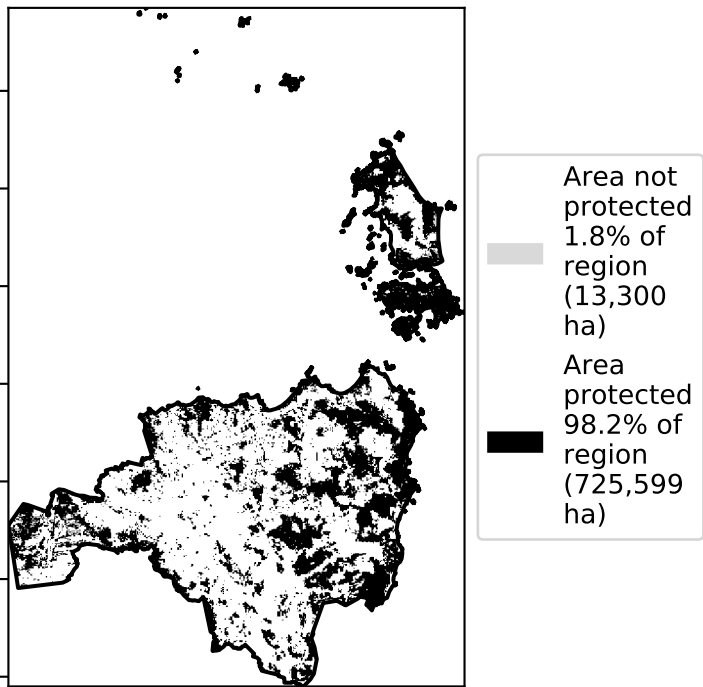 Area not
protected
1.8% of
region
(13,300
ha)
Area
protected
98.2% of
region
(725,599
ha)